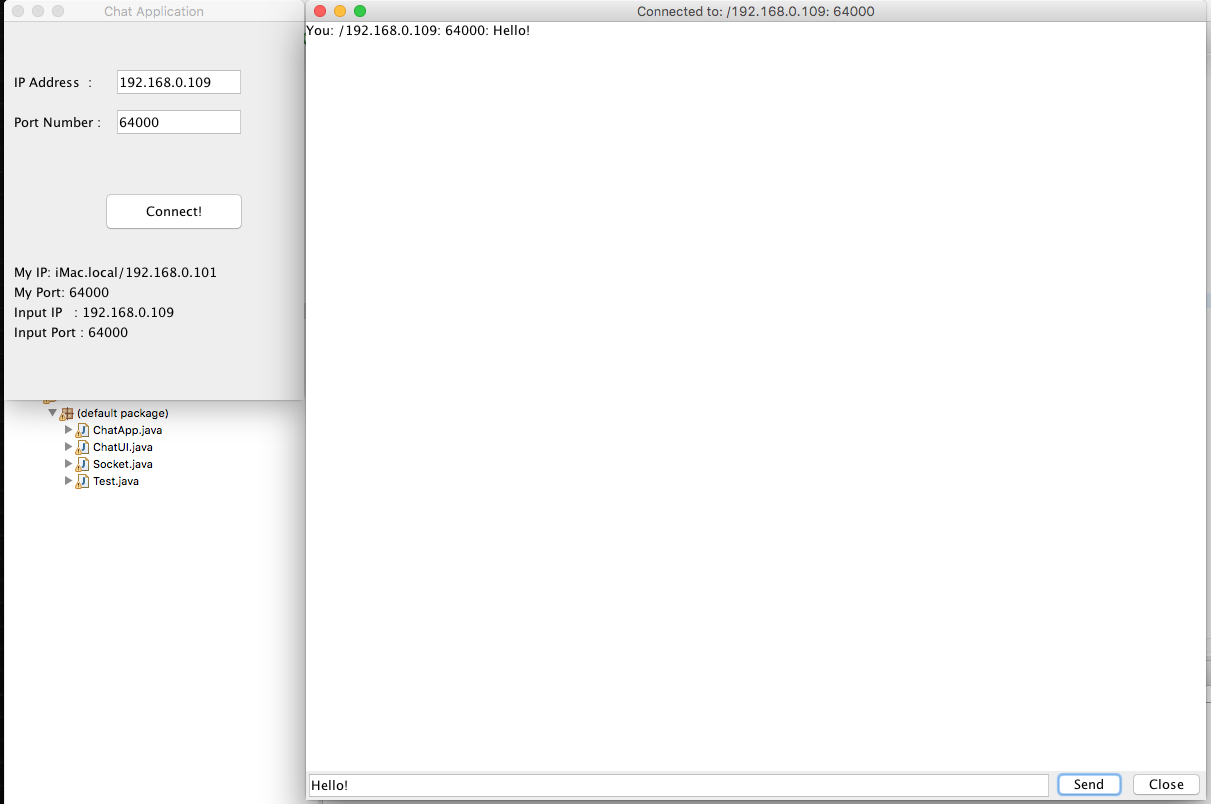 Chat Application
IP Address  :
192.168.0.109
Port Number :
64000
Connect!
My IP: iMac.local/192.168.0.101
My Port: 64000
Input IP   : 192.168.0.109
Input Port : 64000
(default package)
ChatApp.java
ChatUI.java
Socket.java
Test.java
Connected to: /192.168.0.109: 64000
You: /192.168.0.109: 64000: Hello!
Hello!
Send
Close